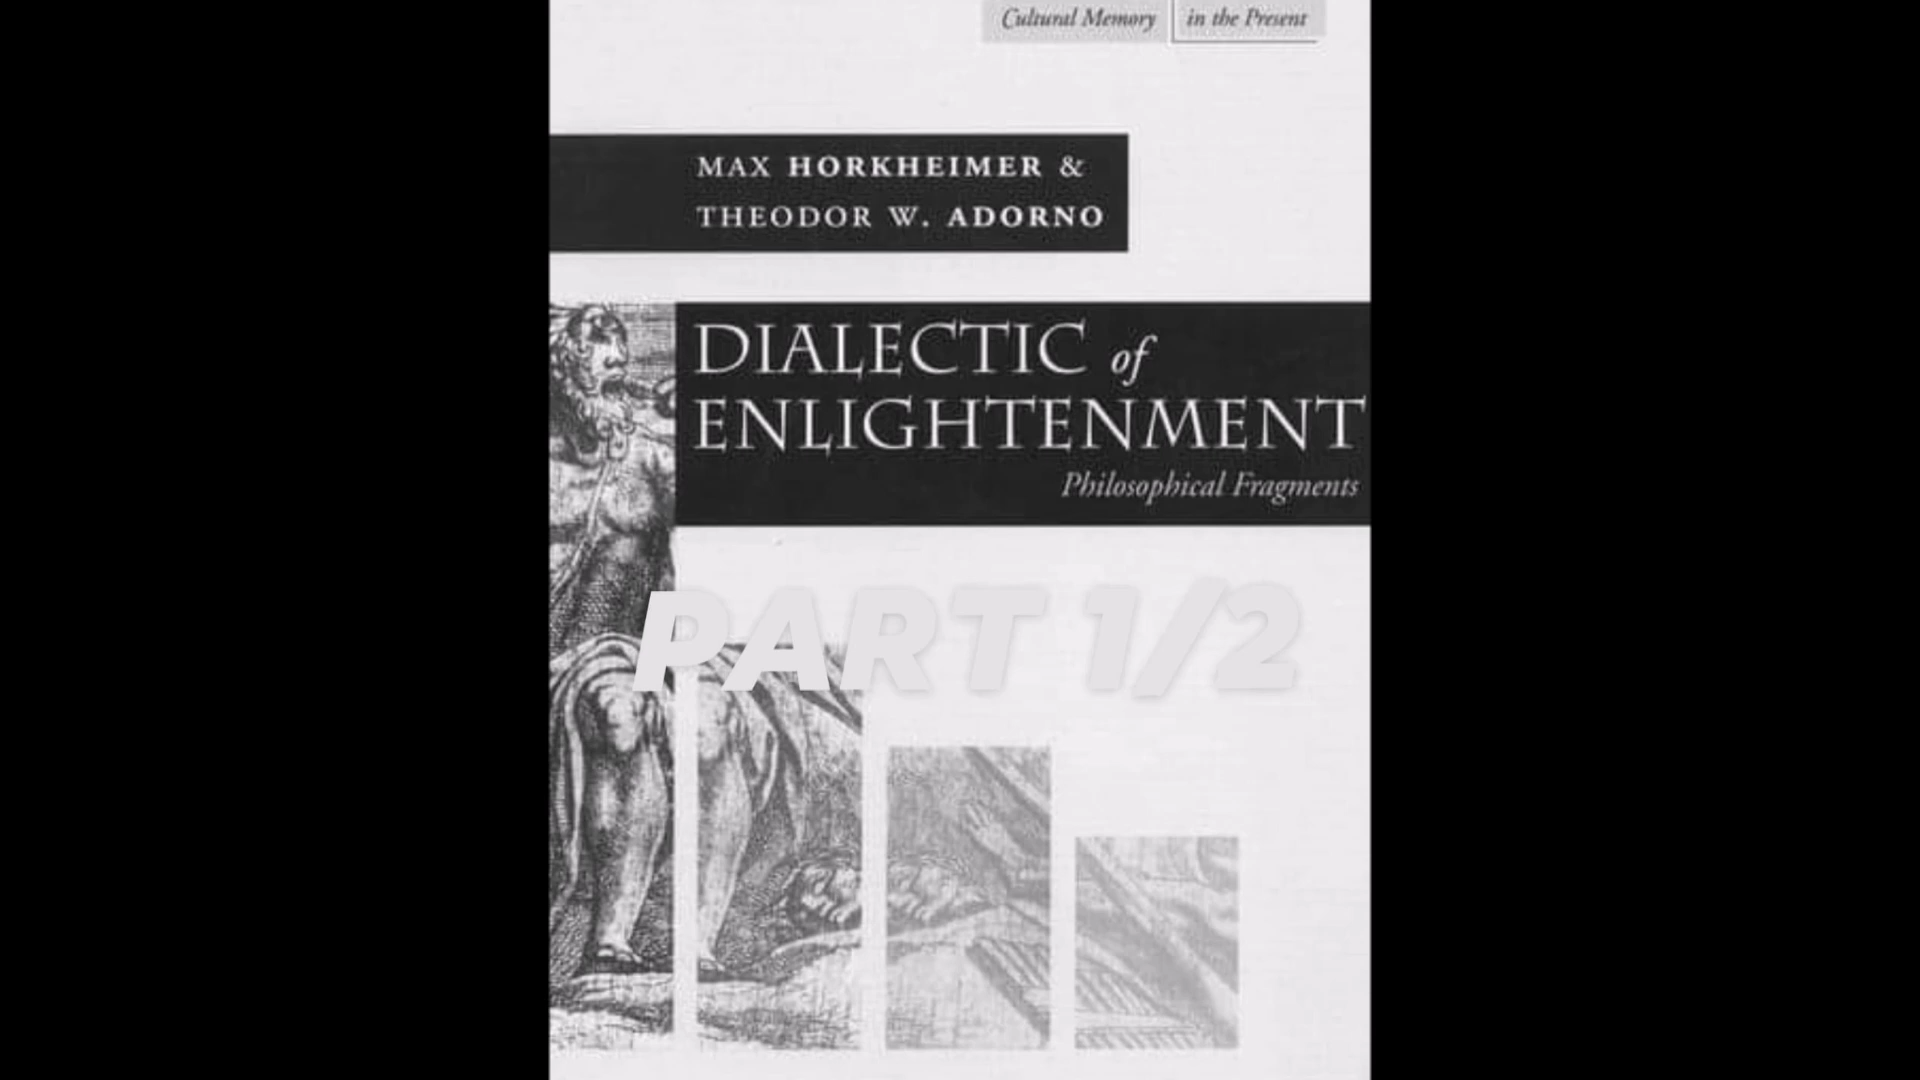 Cultural Memory in the Present
MAX HORKHEIMER &
THEODOR W. ADORNO
DIALECTIC of
ENLIGHTENMENT
Philosophical Fragments
PART 1/2